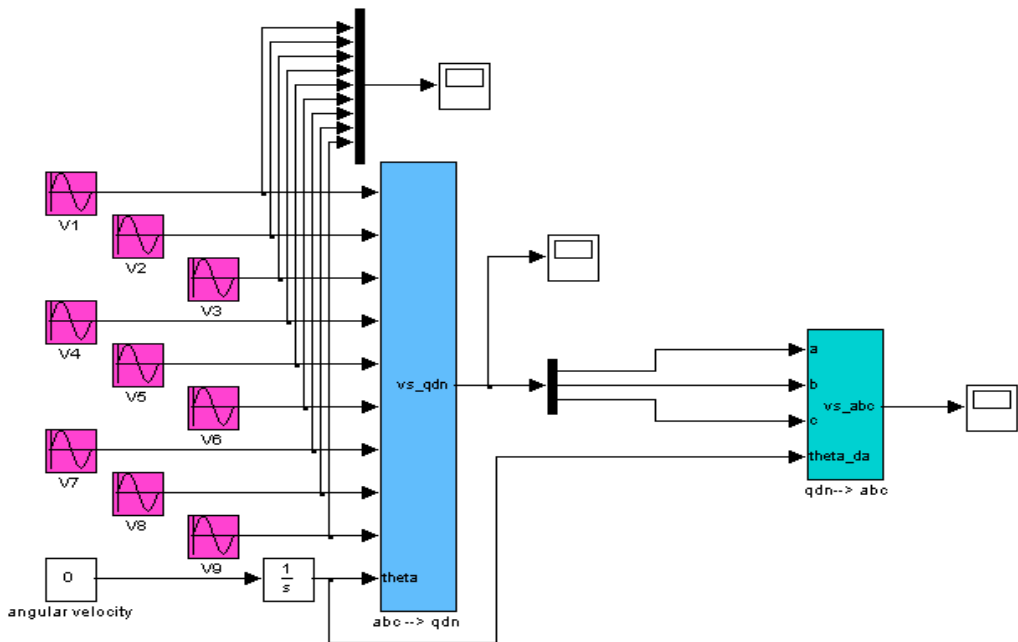 V1
V2
V3
V4
V5
V6
V7
V8
V9
0
angular velocity
1
s
theta
vs_qdn
abc --> qdn
a
b
c
vs_abc
theta_da
qdn--> abc